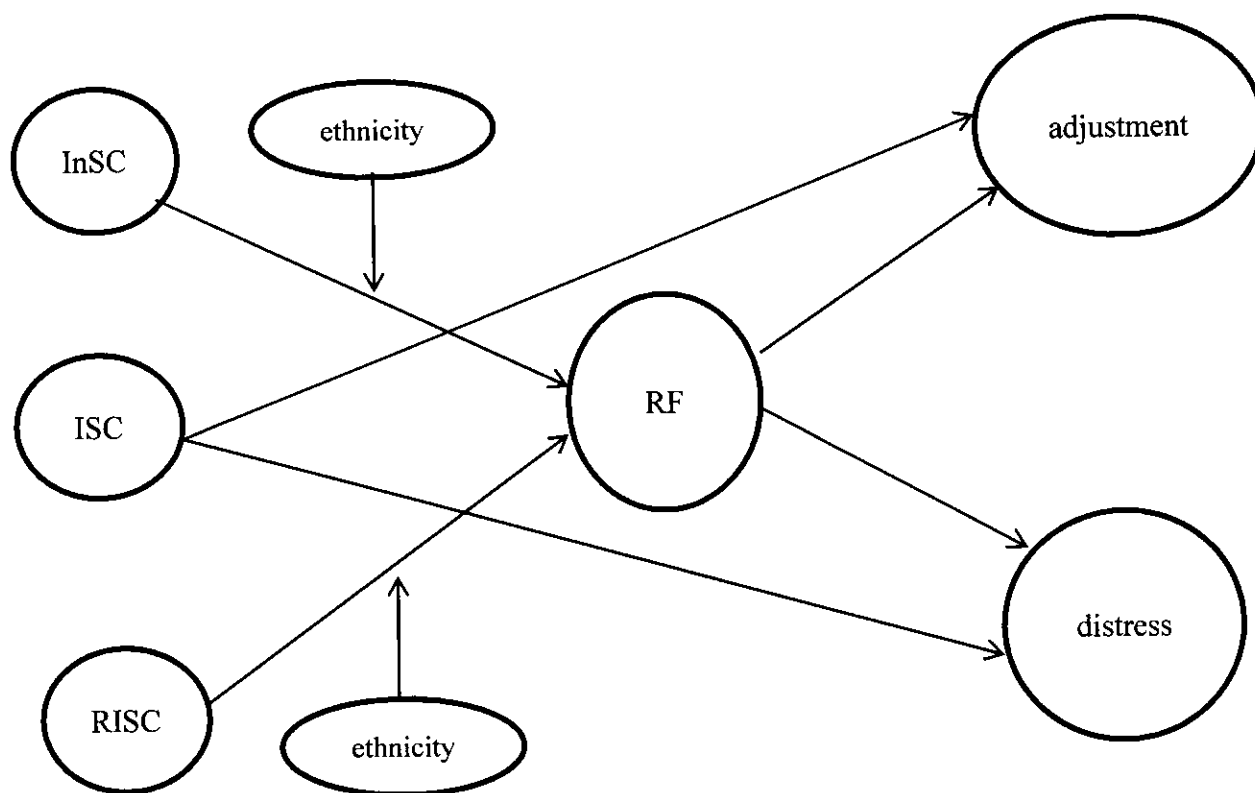 InSC
ethnicity
adjustment
ISC
RF
RISC
ethnicity
distress